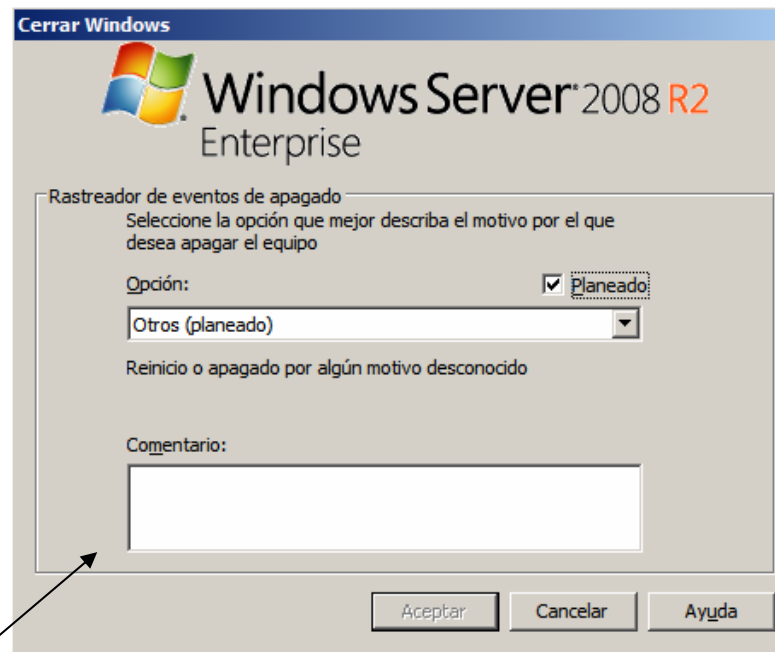 Cerrar Windows
Windows Server 2008 R2
Enterprise
Rastreador de eventos de apagado
Seleccione la opción que mejor describa el motivo por el que
desea apagar el equipo
Opción:
Planeado
Otros (planeado)
Reinicio o apagado por algún motivo desconocido
Comentario:
Aceptar Cancelar Ayuda